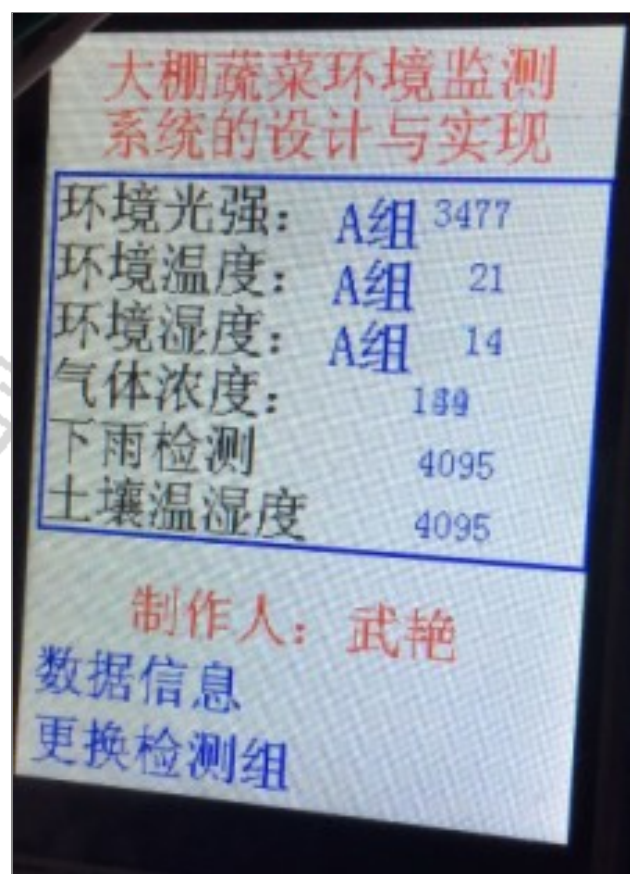 大棚蔬菜环境监测
系统的设计与实现
环境光强： A组 3477
环境温度： A组 21
环境湿度： A组 14
气体浓度：
下雨检测 4095
土壤温湿度 4095
制作人：武艳
数据信息
更换检测组